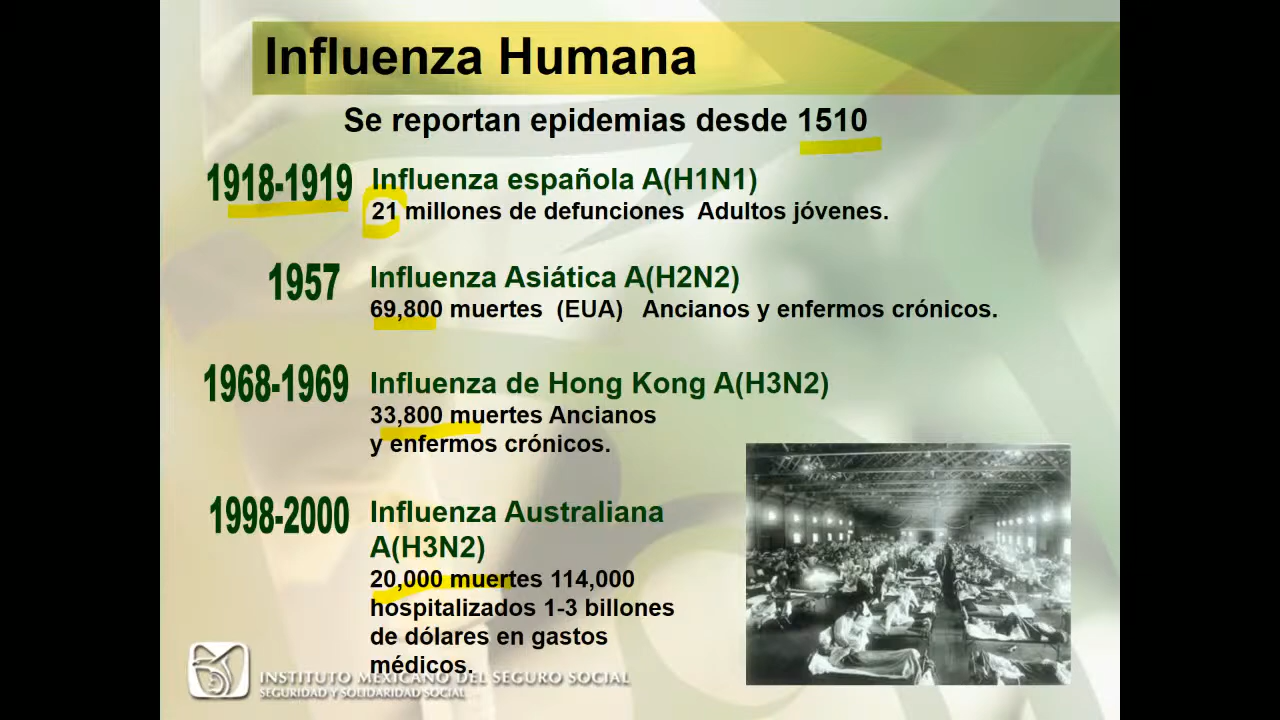 Influenza Humana
Se reportan epidemias desde 1510
1918-1919 Influenza española A(H1N1)
21 millones de defunciones Adultos jóvenes.
1957 Influenza Asiática A(H2N2)
69,800 muertes (EUA) Ancianos y enfermos crónicos.
1968-1969 Influenza de Hong Kong A(H3N2)
33,800 muertes Ancianos
y enfermos crónicos.
1998-2000 Influenza Australiana
A(H3N2)
20,000 muertes 114,000
hospitalizados 1-3 billones
de dólares en gastos
médicos.
INSTITUTO MEXICANO DEL SEGURO SOCIAL
SEGURIDAD Y SOLIDARIDAD SOCIAL